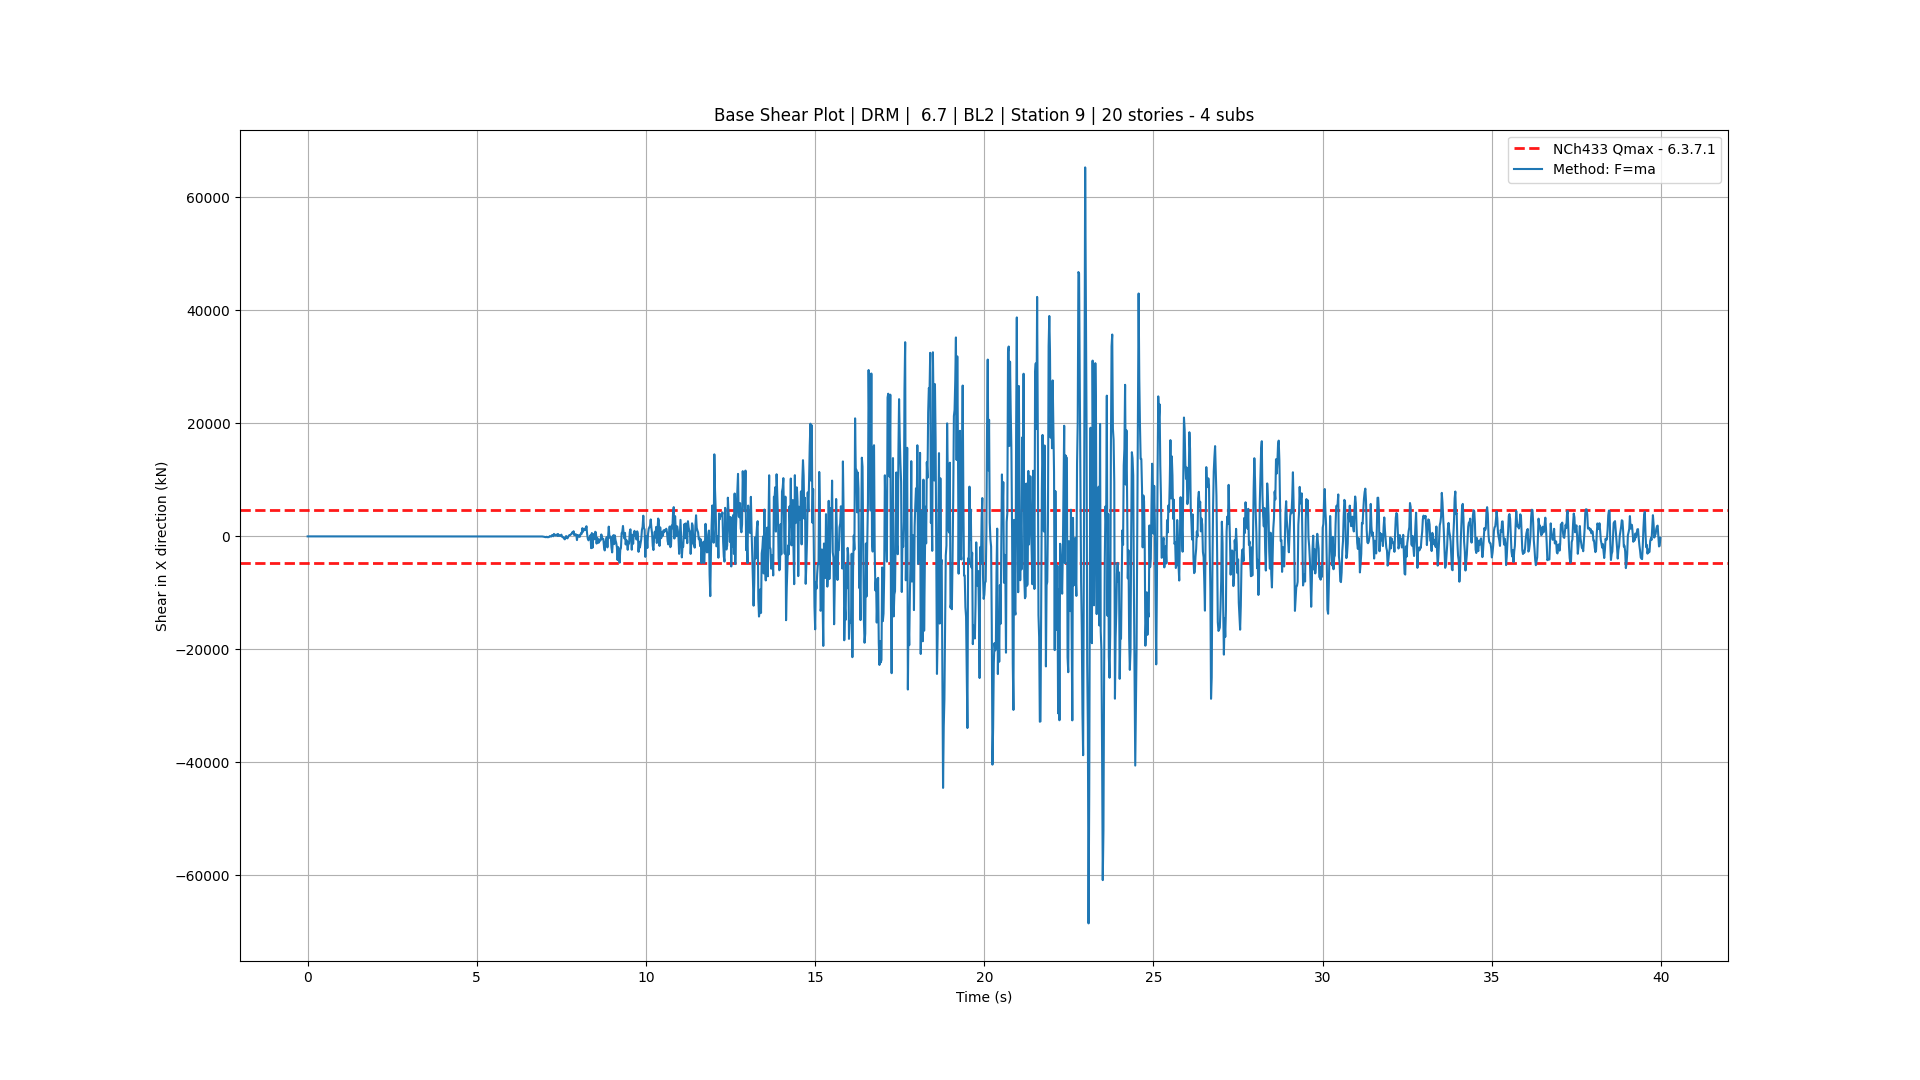 Base Shear Plot | DRM |  6.7 | BL2 | Station 9 | 20 stories - 4 subs
NCh433 Qmax - 6.3.7.1
Method: F=ma
Shear in X direction (kN)
60000
40000
20000
0
−20000
−40000
−60000
0 5 10 15 20 25 30 35 40
Time (s)